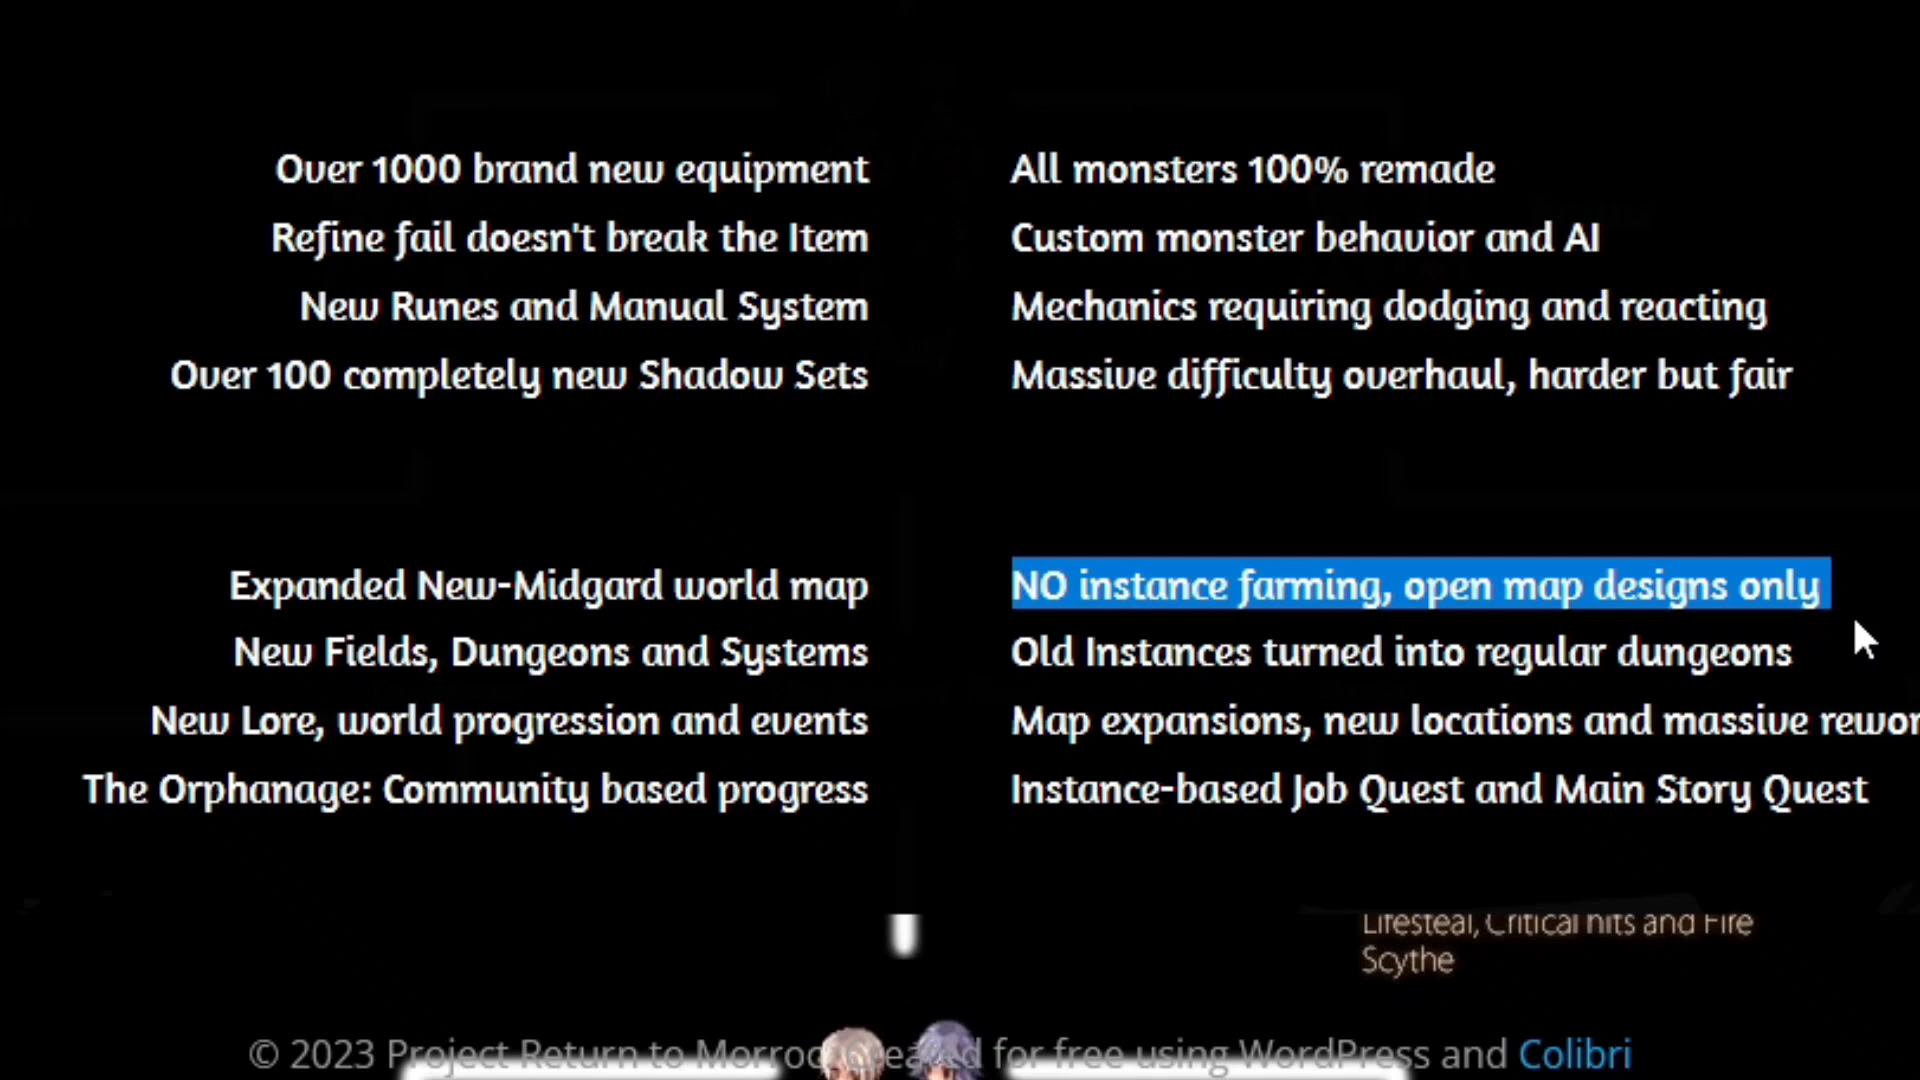 Over 1000 brand new equipment
Refine fail doesn't break the Item
New Runes and Manual System
Over 100 completely new Shadow Sets
All monsters 100% remade
Custom monster behavior and AI
Mechanics requiring dodging and reacting
Massive difficulty overhaul, harder but fair
Expanded New-Midgard world map
New Fields, Dungeons and Systems
New Lore, world progression and events
The Orphanage: Community based progress
NO instance farming, open map designs only
Old Instances turned into regular dungeons
Map expansions, new locations and massive rewor
Instance-based Job Quest and Main Story Quest
Lifesteal, Critical hits and Fire
Scythe
© 2023 Project Return to Morroc created for free using WordPress and Colibri